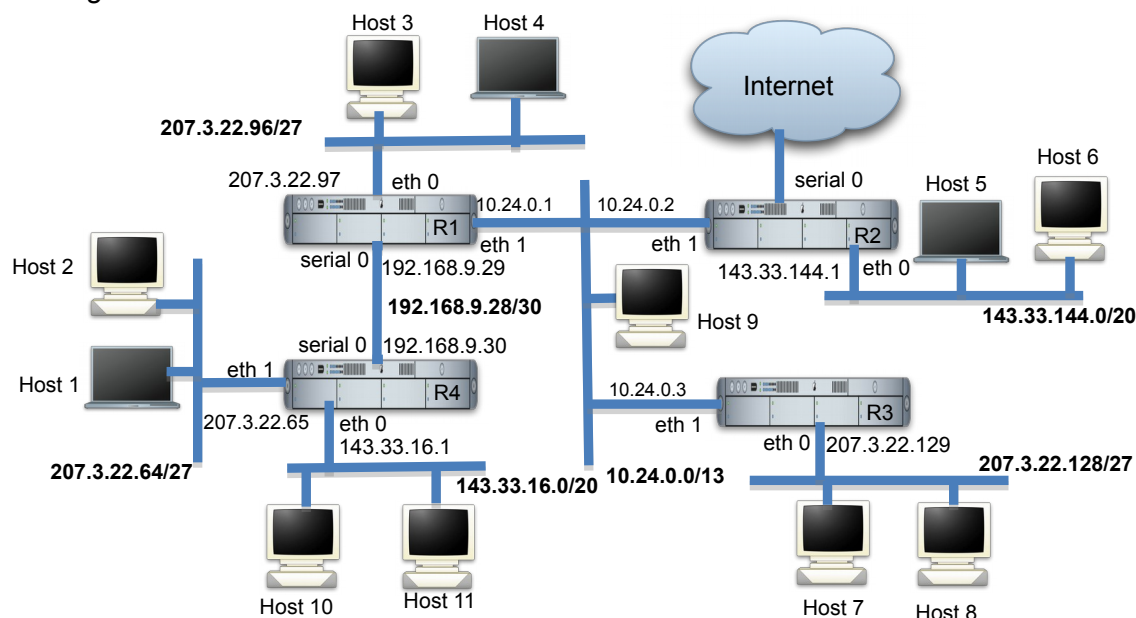 Host 3
Host 4
Internet
207.3.22.96/27
Host 6
Host 5
207.3.22.97
eth 0
serial 0
10.24.0.1
10.24.0.2
R1
R2
eth 1
eth 1
serial 0
192.168.9.29
143.33.144.1
eth 0
Host 2
192.168.9.28/30
Host 9
143.33.144.0/20
serial 0
192.168.9.30
eth 1
Host 1
10.24.0.3
R4
R3
207.3.22.65
eth 0
eth 1
eth 0
207.3.22.129
143.33.16.1
207.3.22.64/27
143.33.16.0/20
10.24.0.0/13
207.3.22.128/27
Host 10
Host 11
Host 7
Host 8